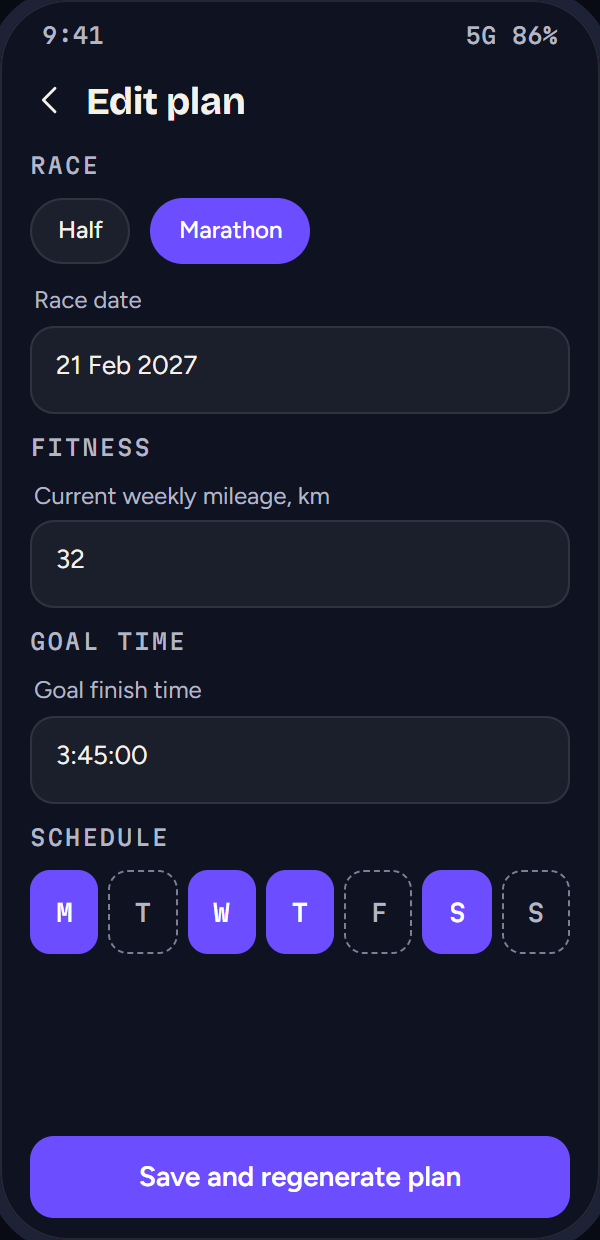 9:41 5G 86%
Edit plan
RACE
Half Marathon
Race date
21 Feb 2027
FITNESS
Current weekly mileage, km
32
GOAL TIME
Goal finish time
3:45:00
SCHEDULE
M T W T F S S
Save and regenerate plan